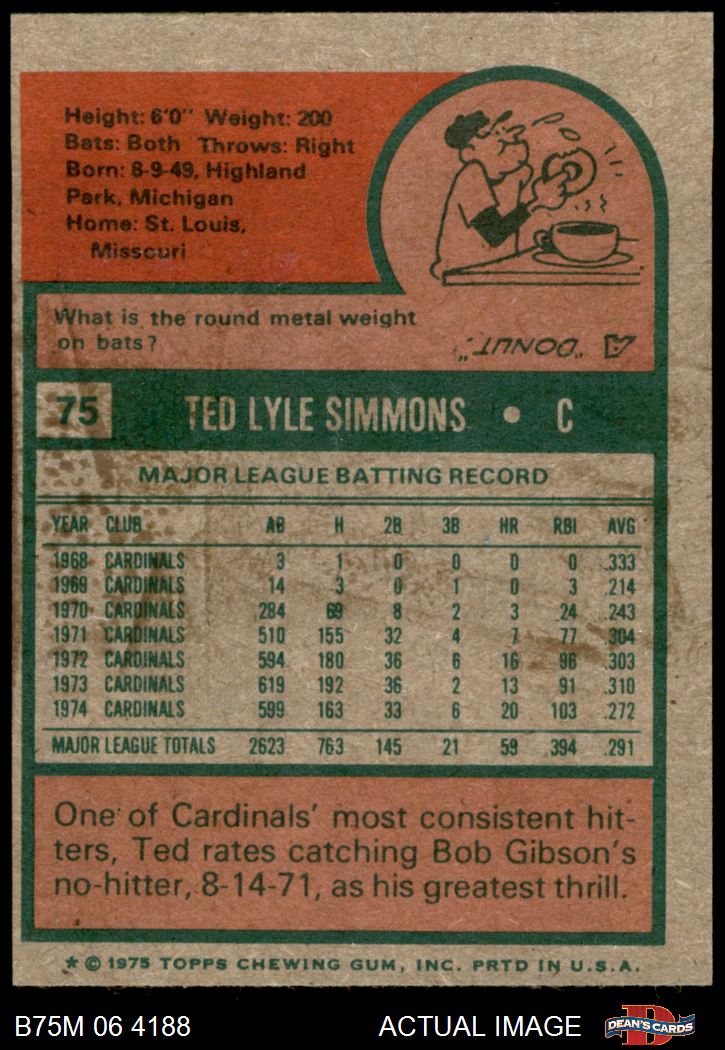 Height: 6'0" Weight: 200
Bats: Both Throws: Right
Born: 8-9-49, Highland
Park, Michigan
Home: St. Louis,
Missouri
What is the round metal weight
on bats?
A "DONUT".
75 TED LYLE SIMMONS • C
MAJOR LEAGUE BATTING RECORD
YEAR CLUB AB H 2B 3B HR RBI AVG
1968 CARDINALS 3 1 0 0 0 0 .333
1969 CARDINALS 14 3 0 1 0 3 .214
1970 CARDINALS 284 69 8 2 3 24 .243
1971 CARDINALS 510 155 32 4 7 77 .304
1972 CARDINALS 594 180 36 6 16 96 .303
1973 CARDINALS 619 192 36 2 13 91 .310
1974 CARDINALS 599 163 33 6 20 103 .272
MAJOR LEAGUE TOTALS 2623 763 145 21 59 394 .291
One of Cardinals' most consistent hit-
ters, Ted rates catching Bob Gibson's
no-hitter, 8-14-71, as his greatest thrill.
* © 1975 TOPPS CHEWING GUM, INC. PRTD IN U.S.A.
B75M 06 4188 ACTUAL IMAGE
D
DEAN'S CARDS